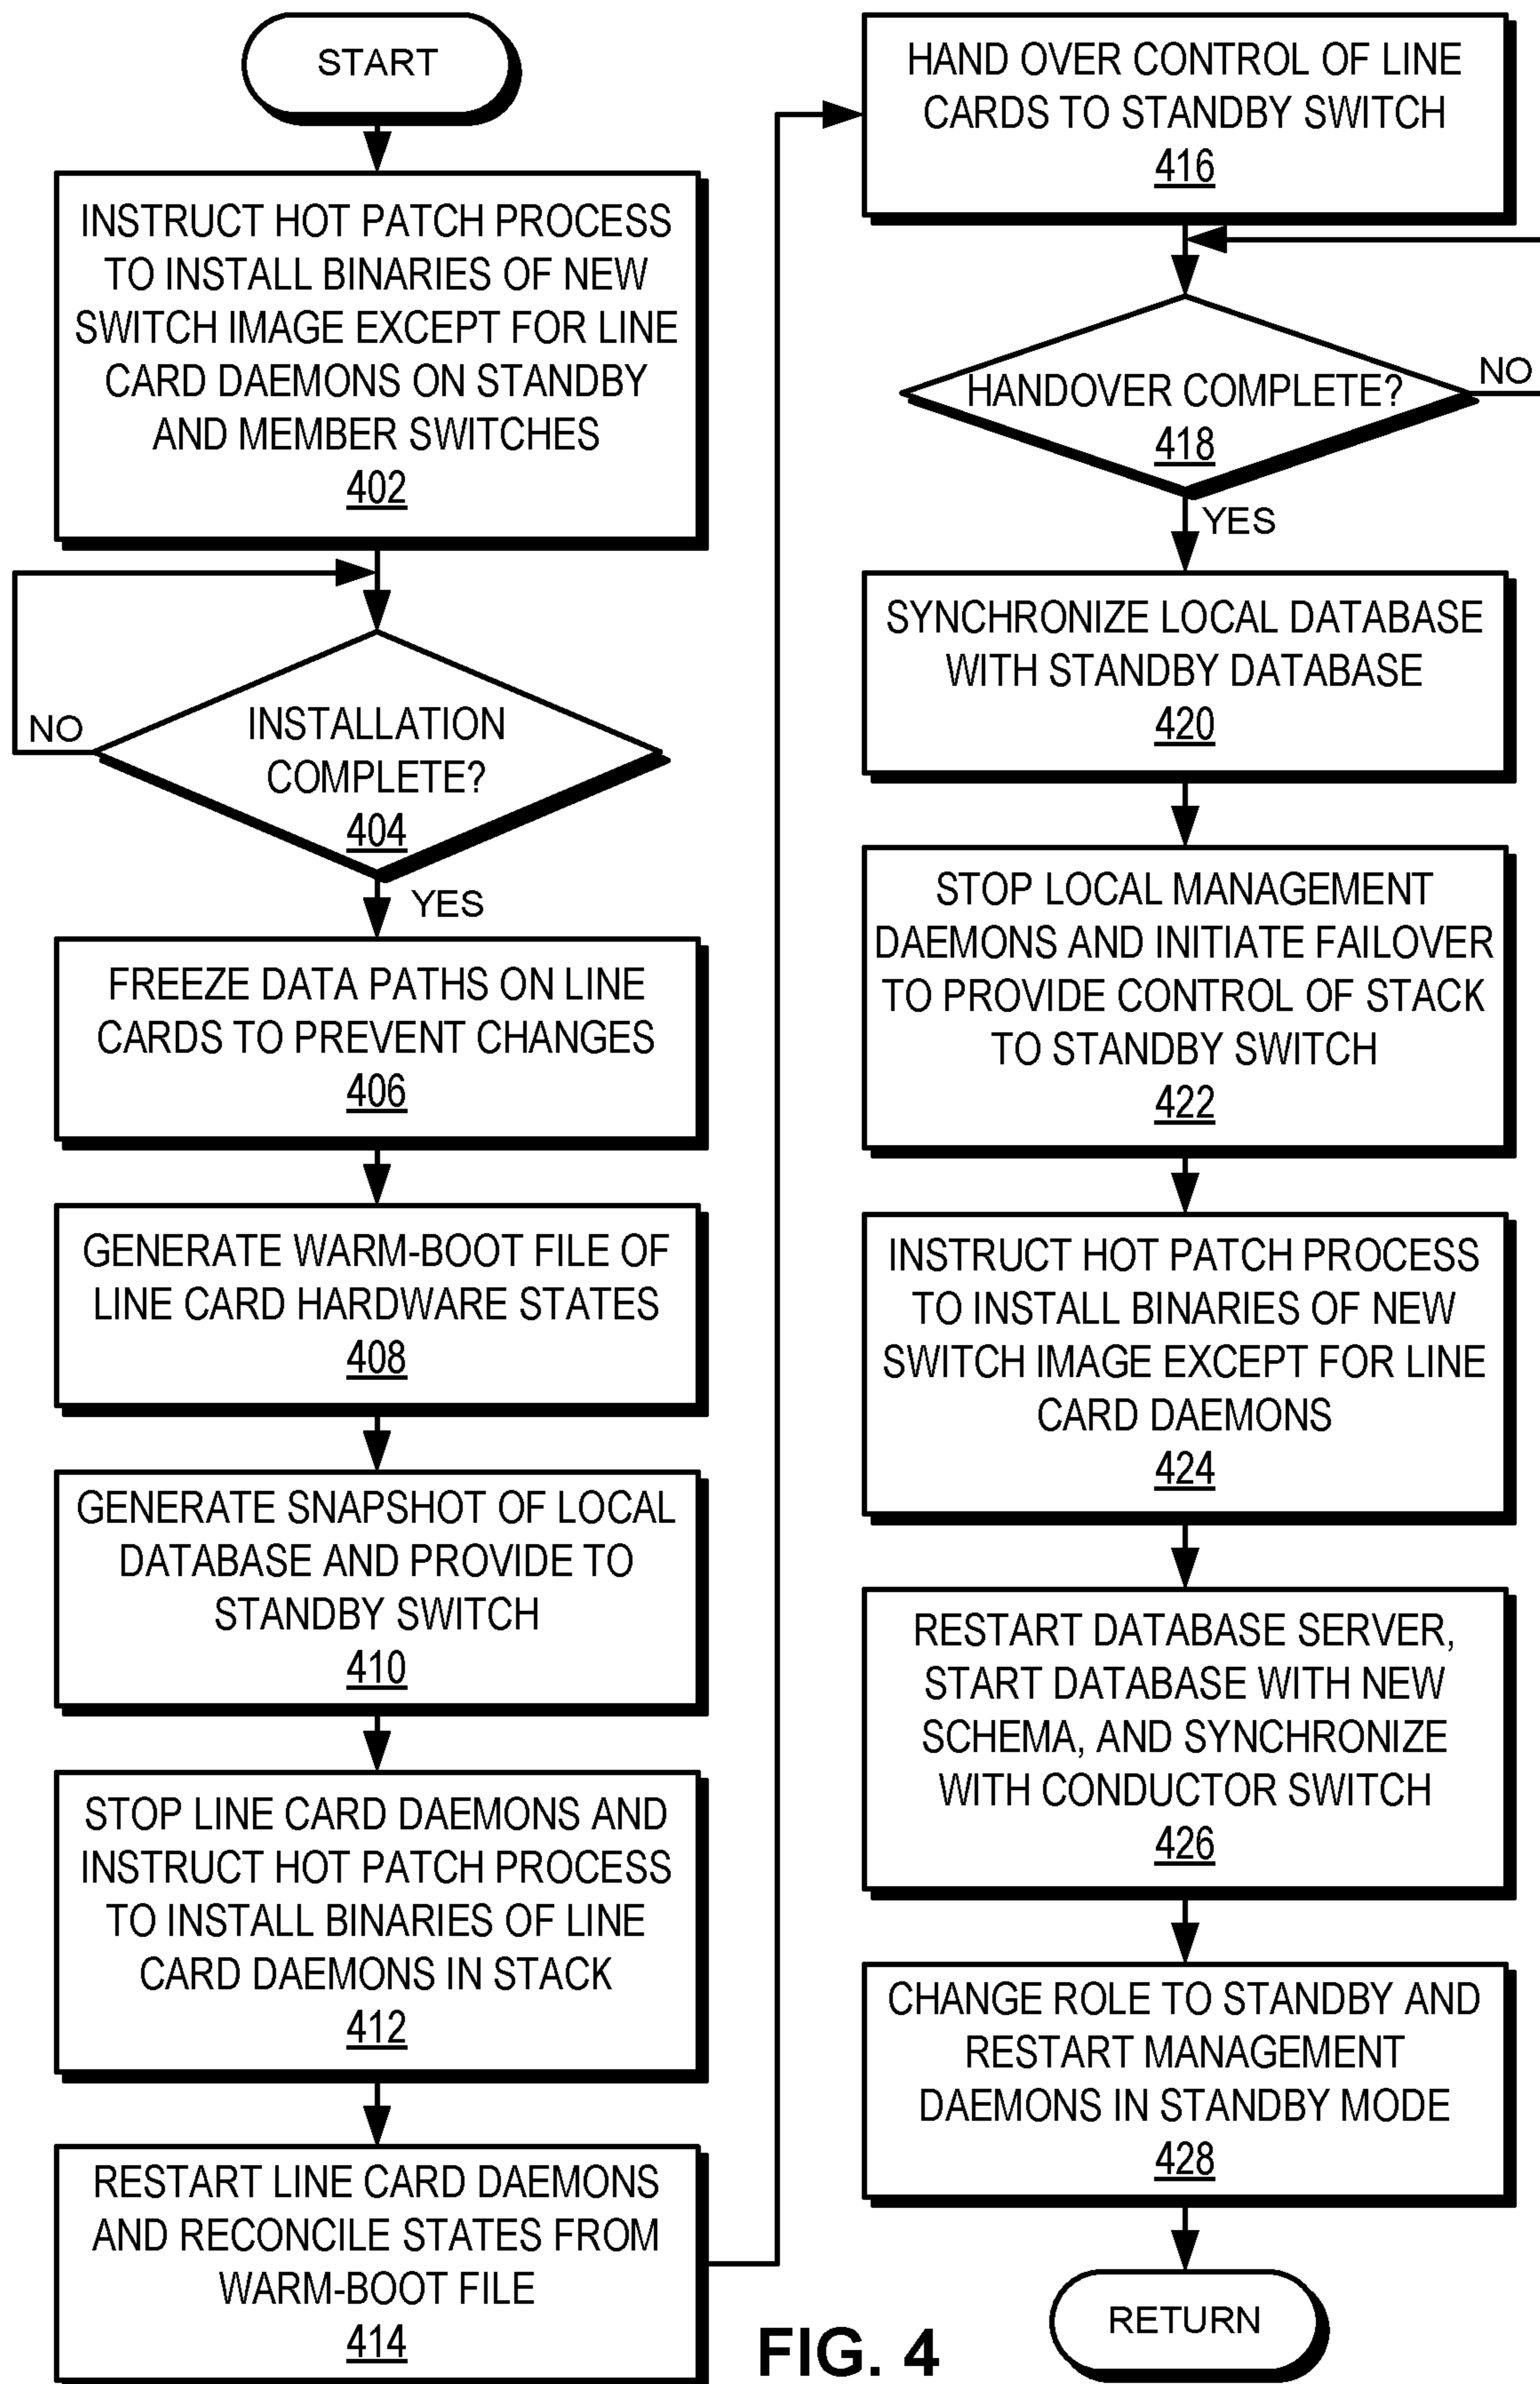 START
INSTRUCT HOT PATCH PROCESS
TO INSTALL BINARIES OF NEW
SWITCH IMAGE EXCEPT FOR LINE
CARD DAEMONS ON STANDBY
AND MEMBER SWITCHES
402
NO
INSTALLATION
COMPLETE?
404
YES
FREEZE DATA PATHS ON LINE
CARDS TO PREVENT CHANGES
406
GENERATE WARM-BOOT FILE OF
LINE CARD HARDWARE STATES
408
GENERATE SNAPSHOT OF LOCAL
DATABASE AND PROVIDE TO
STANDBY SWITCH
410
STOP LINE CARD DAEMONS AND
INSTRUCT HOT PATCH PROCESS
TO INSTALL BINARIES OF LINE
CARD DAEMONS IN STACK
412
RESTART LINE CARD DAEMONS
AND RECONCILE STATES FROM
WARM-BOOT FILE
414
HAND OVER CONTROL OF LINE
CARDS TO STANDBY SWITCH
416
HANDOVER COMPLETE?
418
NO
YES
SYNCHRONIZE LOCAL DATABASE
WITH STANDBY DATABASE
420
STOP LOCAL MANAGEMENT
DAEMONS AND INITIATE FAILOVER
TO PROVIDE CONTROL OF STACK
TO STANDBY SWITCH
422
INSTRUCT HOT PATCH PROCESS
TO INSTALL BINARIES OF NEW
SWITCH IMAGE EXCEPT FOR LINE
CARD DAEMONS
424
RESTART DATABASE SERVER,
START DATABASE WITH NEW
SCHEMA, AND SYNCHRONIZE
WITH CONDUCTOR SWITCH
426
CHANGE ROLE TO STANDBY AND
RESTART MANAGEMENT
DAEMONS IN STANDBY MODE
428
RETURN
FIG. 4